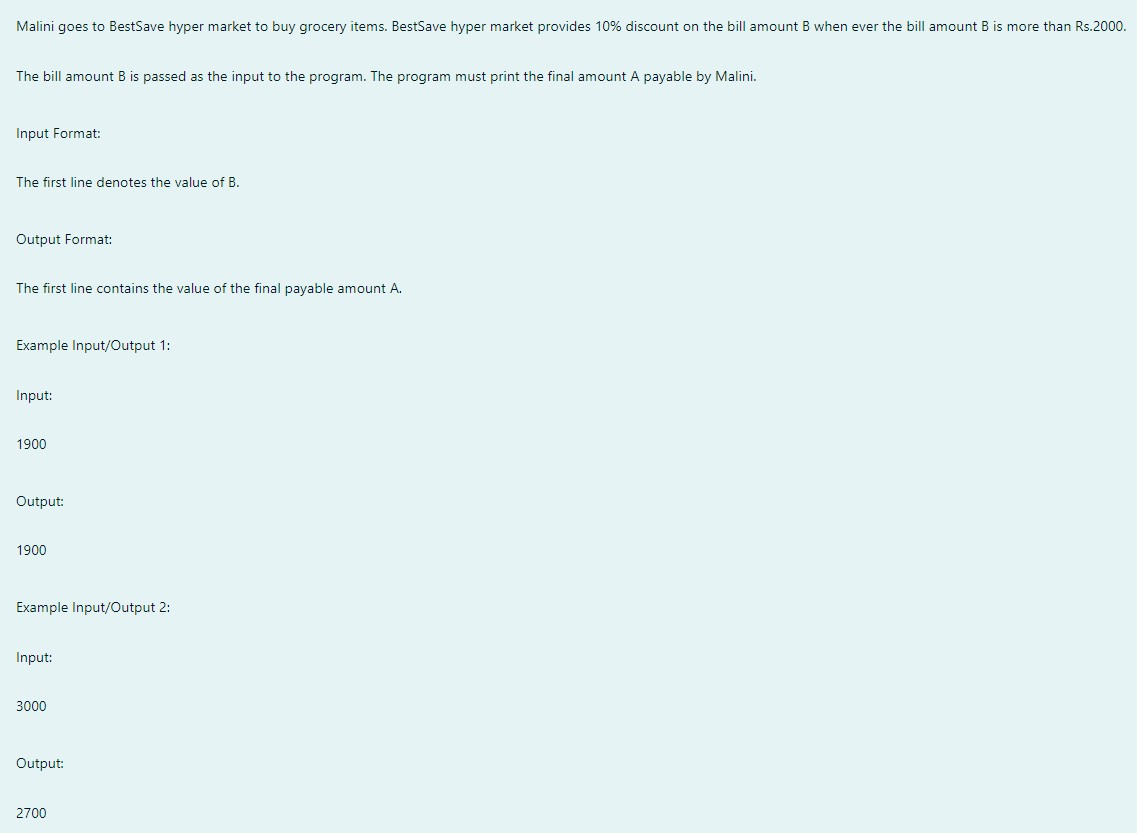 Malini goes to BestSave hyper market to buy grocery items. BestSave hyper market provides 10% discount on the bill amount B when ever the bill amount B is more than Rs.2000.
The bill amount B is passed as the input to the program. The program must print the final amount A payable by Malini.
Input Format:
The first line denotes the value of B.
Output Format:
The first line contains the value of the final payable amount A.
Example Input/Output 1:
Input:
1900
Output:
1900
Example Input/Output 2:
Input:
3000
Output:
2700